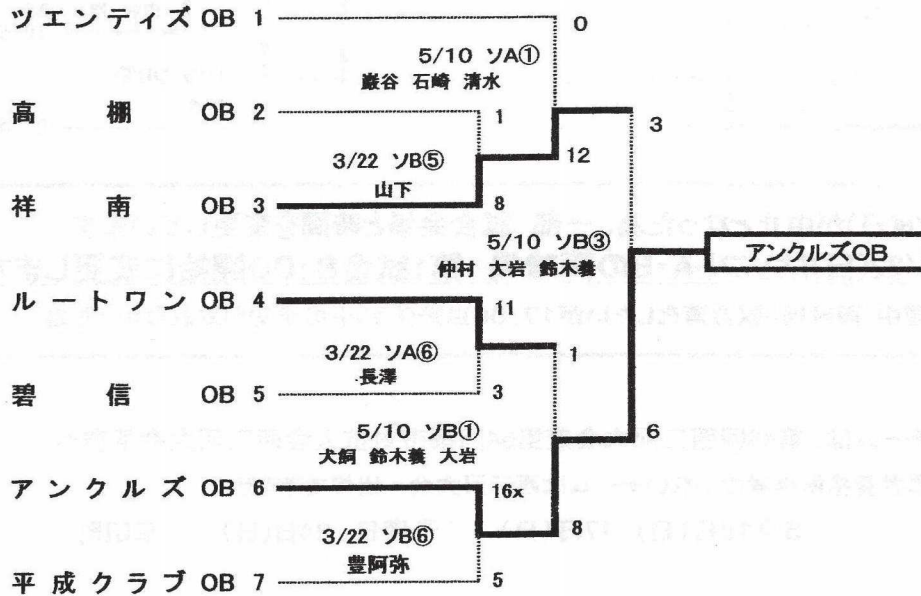 ツエンティズ OB 1
0
5/10 ソA①
巌谷 石崎 清水
高棚 OB 2
1
3
3/22 ソB⑤
山下
12
祥南 OB 3
8
5/10 ソB③
仲村 大岩 鈴木義
アンクルズOB
ルートワン OB 4
11
3/22 ソA⑥
長澤
1
碧信 OB 5
3
5/10 ソB①
犬飼 鈴木義 大岩
6
アンクルズ OB 6
16x
3/22 ソB⑥
豊阿弥
8
平成クラブ OB 7
5